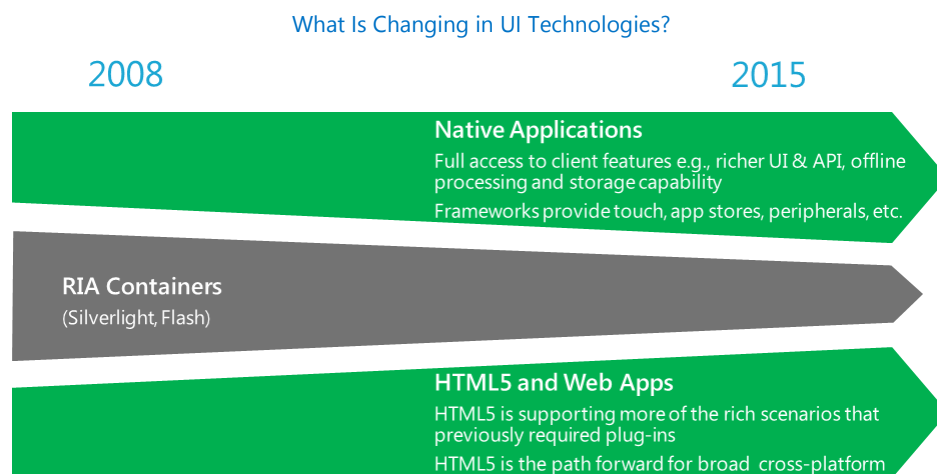 What Is Changing in UI Technologies?
2008
2015
Native Applications
Full access to client features e.g., richer UI & API, offline
processing and storage capability
Frameworks provide touch, app stores, peripherals, etc.
RIA Containers
(Silverlight, Flash)
HTML5 and Web Apps
HTML5 is supporting more of the rich scenarios that
previously required plug-ins
HTML5 is the path forward for broad cross-platform